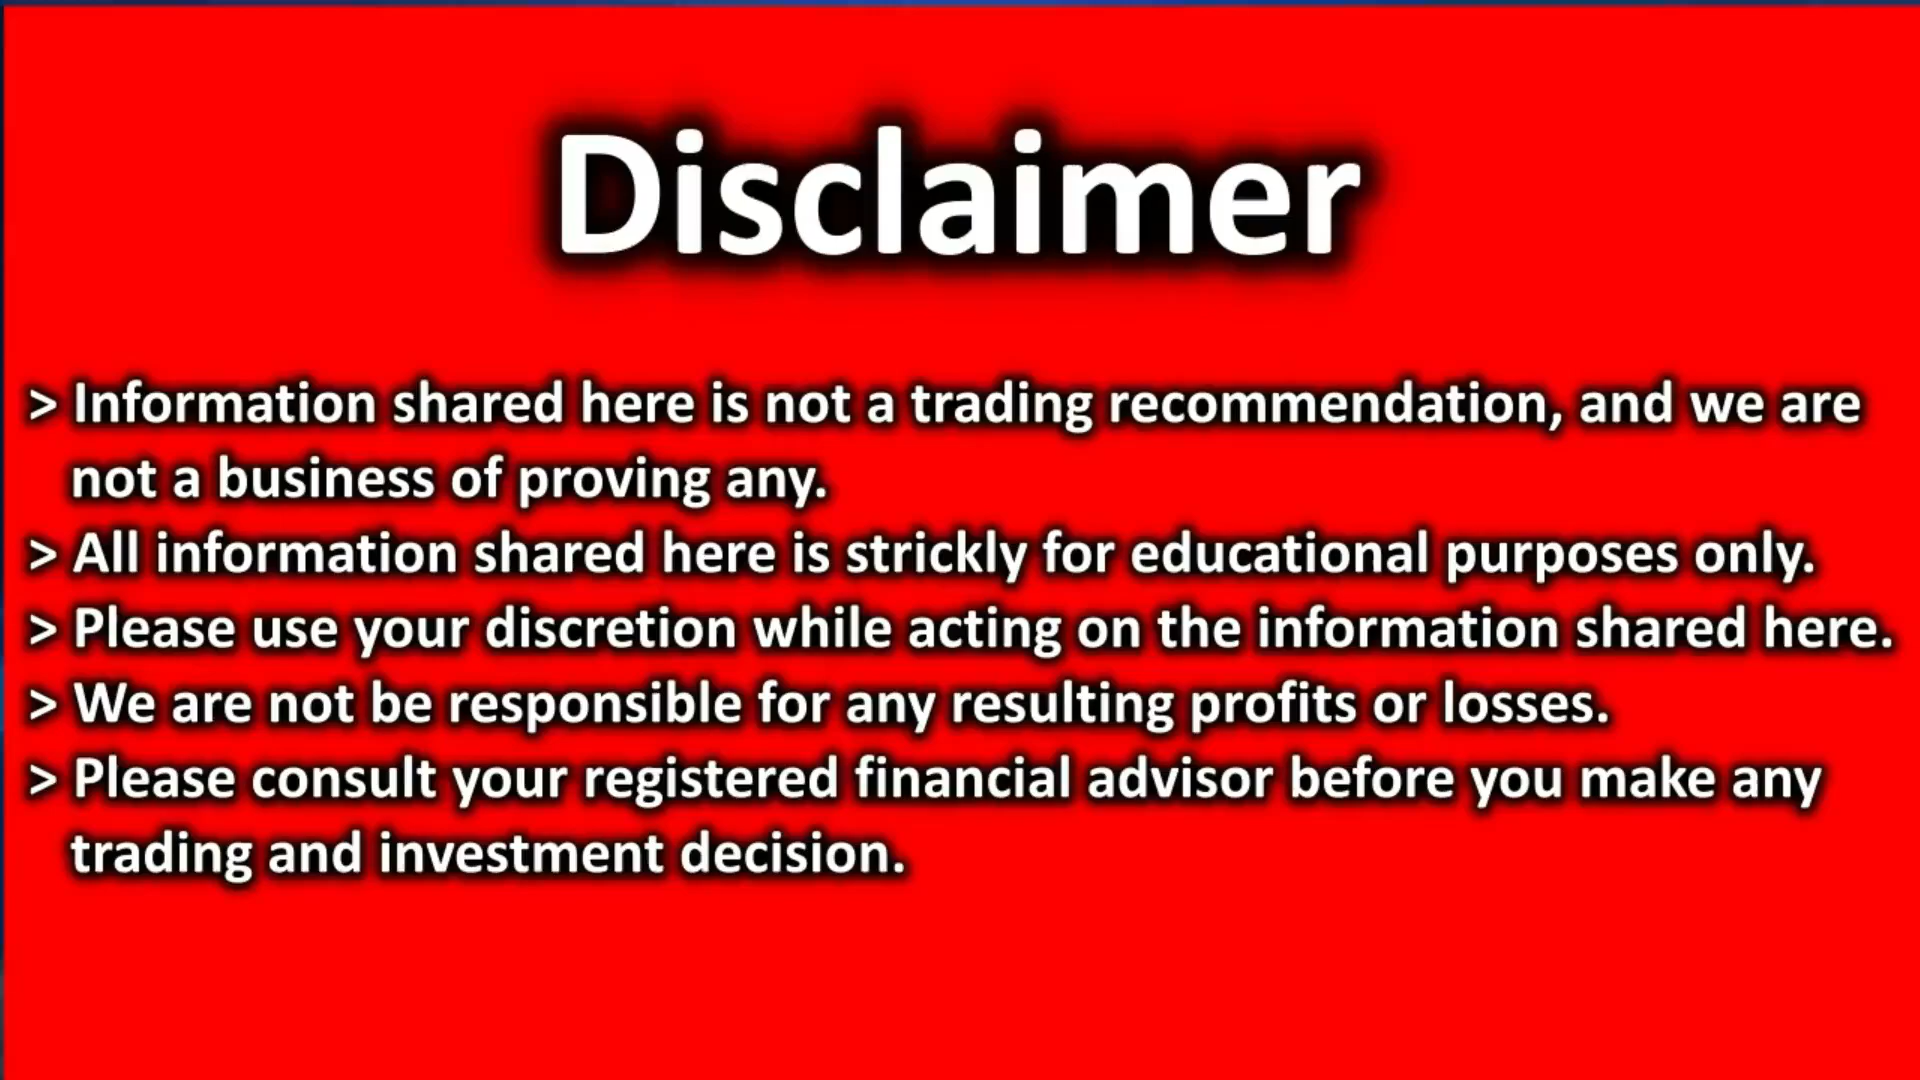 Disclaimer
> Information shared here is not a trading recommendation, and we are
not a business of proving any.
> All information shared here is strickly for educational purposes only.
> Please use your discretion while acting on the information shared here.
> We are not be responsible for any resulting profits or losses.
> Please consult your registered financial advisor before you make any
trading and investment decision.